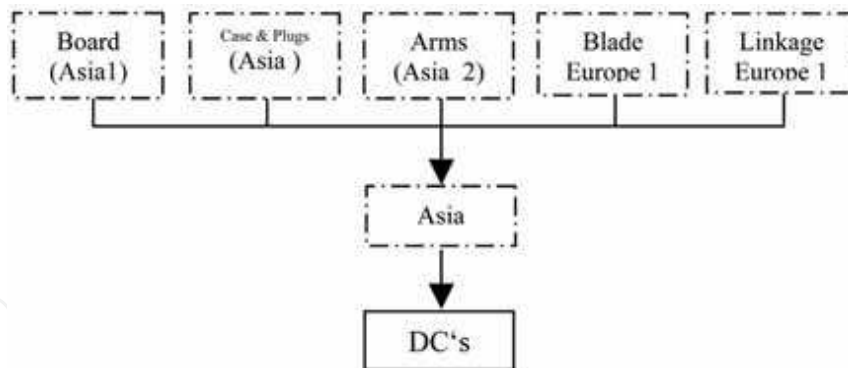 Board
(Asia1)
Case & Plugs
(Asia )
Arms
(Asia 2)
Blade
Europe 1
Linkage
Europe 1
Asia
DC‘s